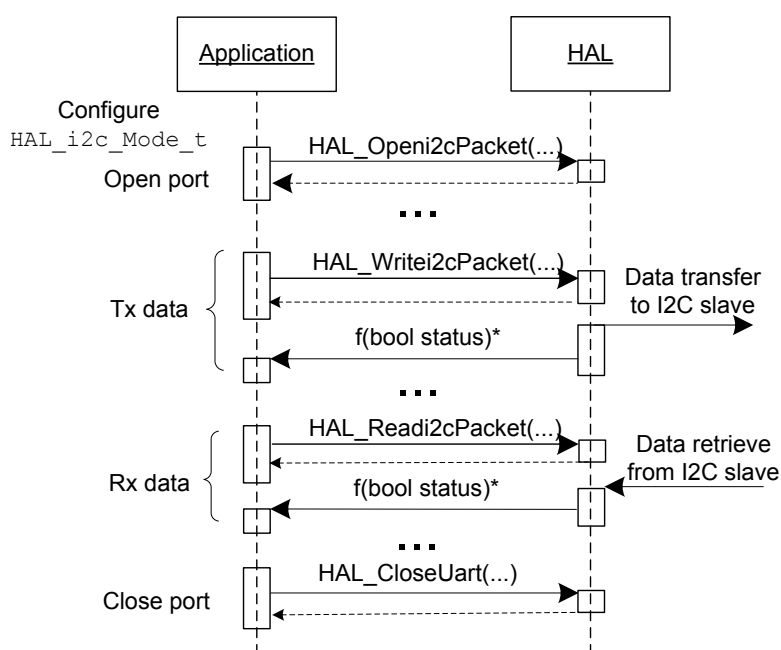 Application
HAL
Configure
HAL_i2c_Mode_t
HAL_Openi2cPacket(...)
Open port
...
HAL_Writei2cPacket(...)
Data transfer
to I2C slave
Tx data
f(bool status)*
...
HAL_Readi2cPacket(...)
Data retrieve
from I2C slave
Rx data
f(bool status)*
...
HAL_CloseUart(...)
Close port